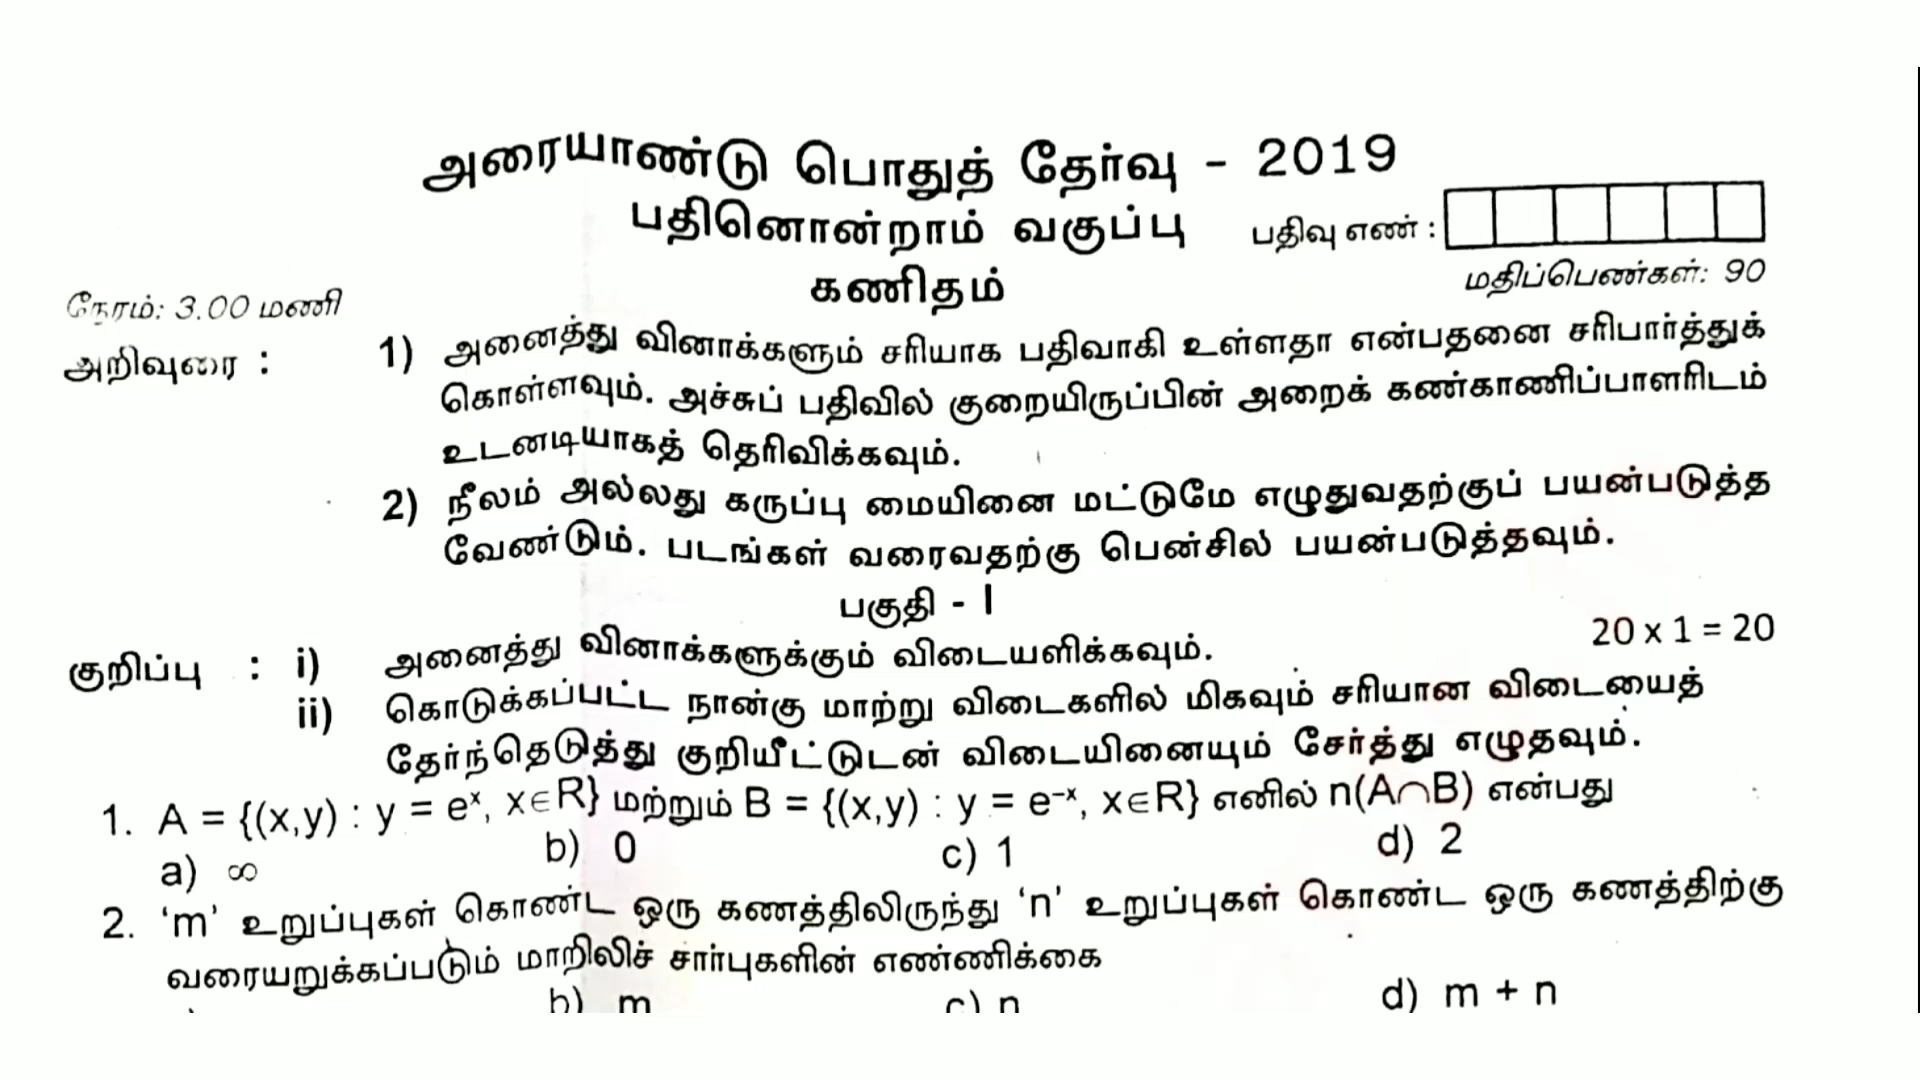 அரையாண்டு பொதுத் தேர்வு - 2019
பதினொன்றாம் வகுப்பு
பதிவு எண் :
கணிதம்
மதிப்பெண்கள்: 90
நேரம்: 3.00 மணி
அறிவுரை : 1) அனைத்து வினாக்களும் சரியாக பதிவாகி உள்ளதா என்பதனை சரிபார்த்துக்
கொள்ளவும். அச்சுப் பதிவில் குறையிருப்பின் அறைக் கண்காணிப்பாளரிடம்
உடனடியாகத் தெரிவிக்கவும்.
2) நீலம் அல்லது கருப்பு மையினை மட்டுமே எழுதுவதற்குப் பயன்படுத்த
வேண்டும். படங்கள் வரைவதற்கு பென்சில் பயன்படுத்தவும்.
பகுதி - I
20 x 1 = 20
குறிப்பு : i) அனைத்து வினாக்களுக்கும் விடையளிக்கவும்.
ii) கொடுக்கப்பட்ட நான்கு மாற்று விடைகளில் மிகவும் சரியான விடையைத்
தேர்ந்தெடுத்து குறியீட்டுடன் விடையினையும் சேர்த்து எழுதவும்.
1. A = {(x,y) : y = eˣ, x∈R} மற்றும் B = {(x,y) : y = e⁻ˣ, x∈R} எனில் n(A∩B) என்பது
a) ∞ b) 0 c) 1 d) 2
2. ‘m’ உறுப்புகள் கொண்ட ஒரு கணத்திலிருந்து ‘n’ உறுப்புகள் கொண்ட ஒரு கணத்திற்கு
வரையறுக்கப்படும் மாறிலிச் சார்புகளின் எண்ணிக்கை
b) m c) n d) m + n